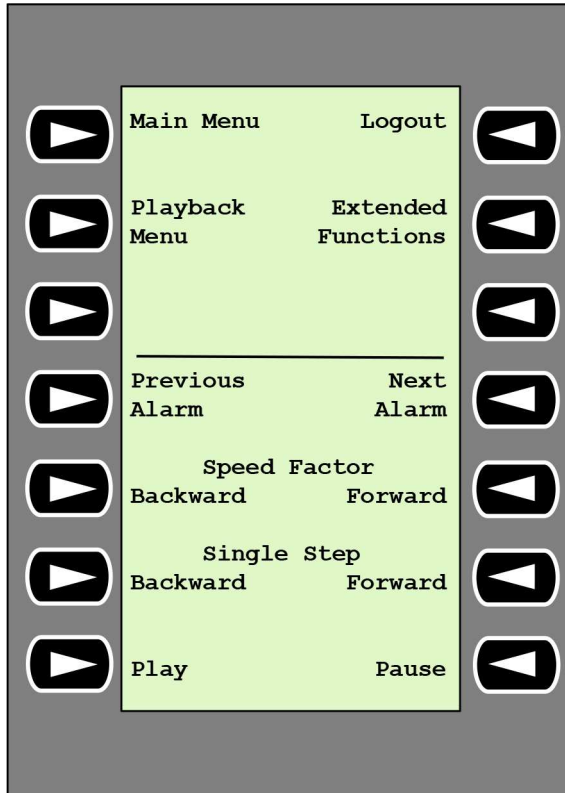 Main Menu Logout
Playback Extended
Menu Functions
Previous Next
Alarm Alarm
Speed Factor
Backward Forward
Single Step
Backward Forward
Play Pause